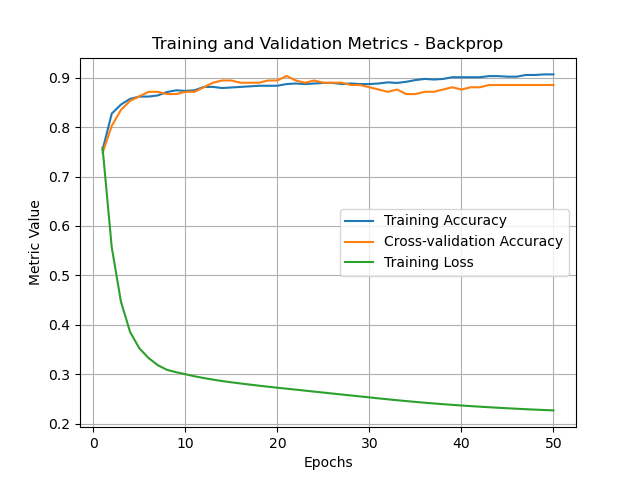 Training and Validation Metrics - Backprop
0.9
0.8
0.7
0.6
0.5
0.4
0.3
0.2
Metric Value
Training Accuracy
Cross-validation Accuracy
Training Loss
0 10 20 30 40 50
Epochs